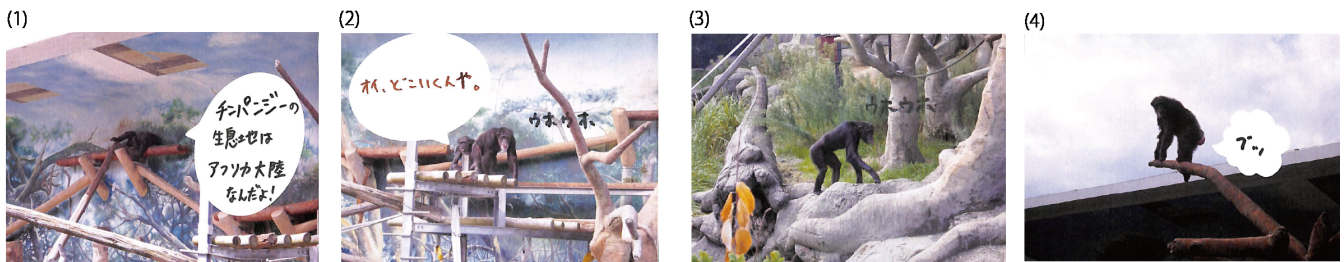 (1)
チンパンジーの
生息地は
アフリカ大陸
なんだよ!
(2)
オイ、どこいくんや。
ウホウホ
(3)
ウホウホ
(4)
ブッ